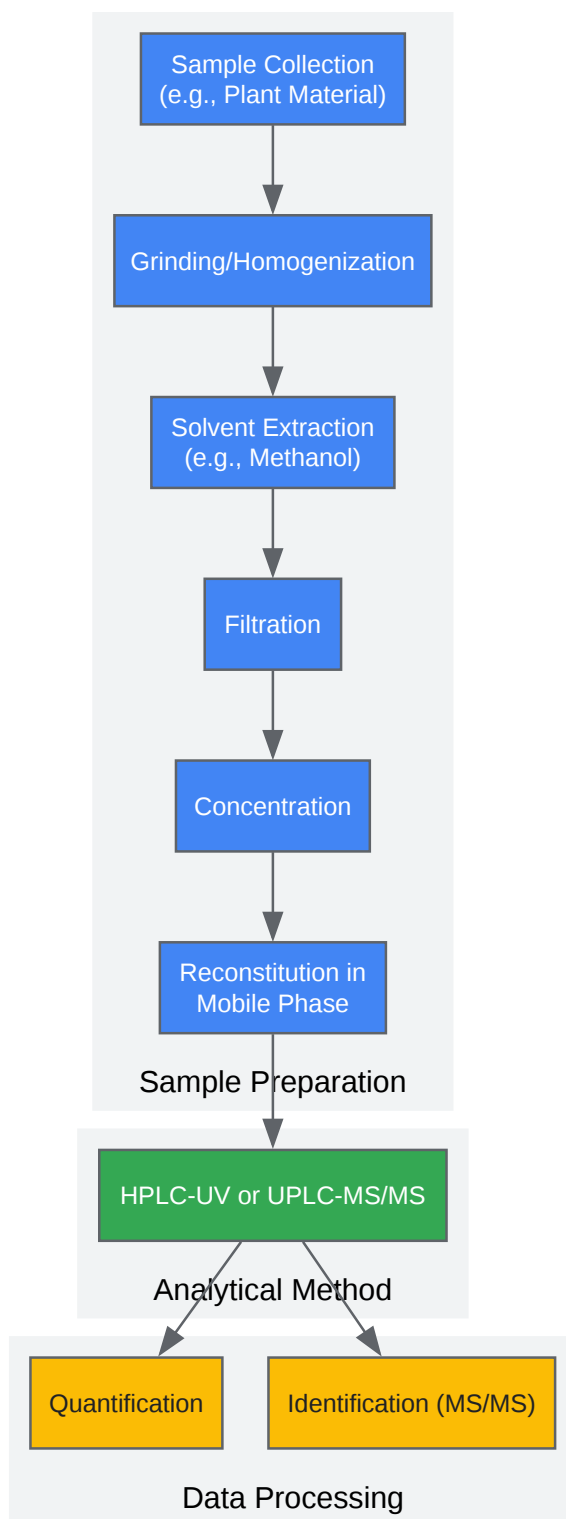 Sample Collection
(e.g., Plant Material)
Grinding/Homogenization
Solvent Extraction
(e.g., Methanol)
Filtration
Concentration
Reconstitution in
Mobile Phase
Sample Preparation
HPLC-UV or UPLC-MS/MS
Analytical Method
Quantification
Identification (MS/MS)
Data Processing